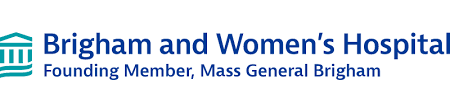 Brigham and Women's Hospital
Founding Member, Mass General Brigham